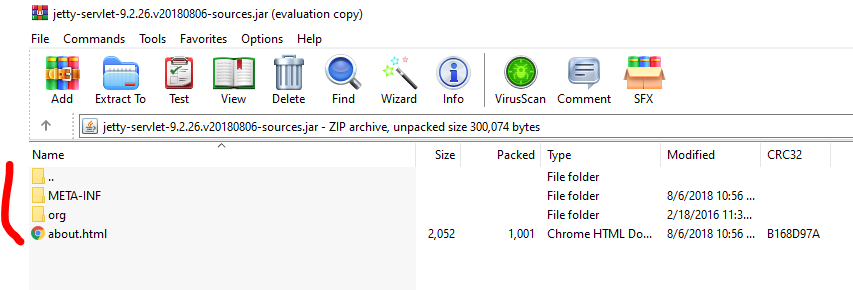 jetty-servlet-9.2.26.v20180806-sources.jar (evaluation copy)
File Commands Tools Favorites Options Help
Add Extract To Test View Delete Find Wizard Info VirusScan Comment SFX
jetty-servlet-9.2.26.v20180806-sources.jar - ZIP archive, unpacked size 300,074 bytes
Name Size Packed Type Modified CRC32
.. File folder
META-INF File folder 8/6/2018 10:56 ...
org File folder 2/18/2016 11:3...
about.html 2,052 1,001 Chrome HTML Do... 8/6/2018 10:56 ... B168D97A